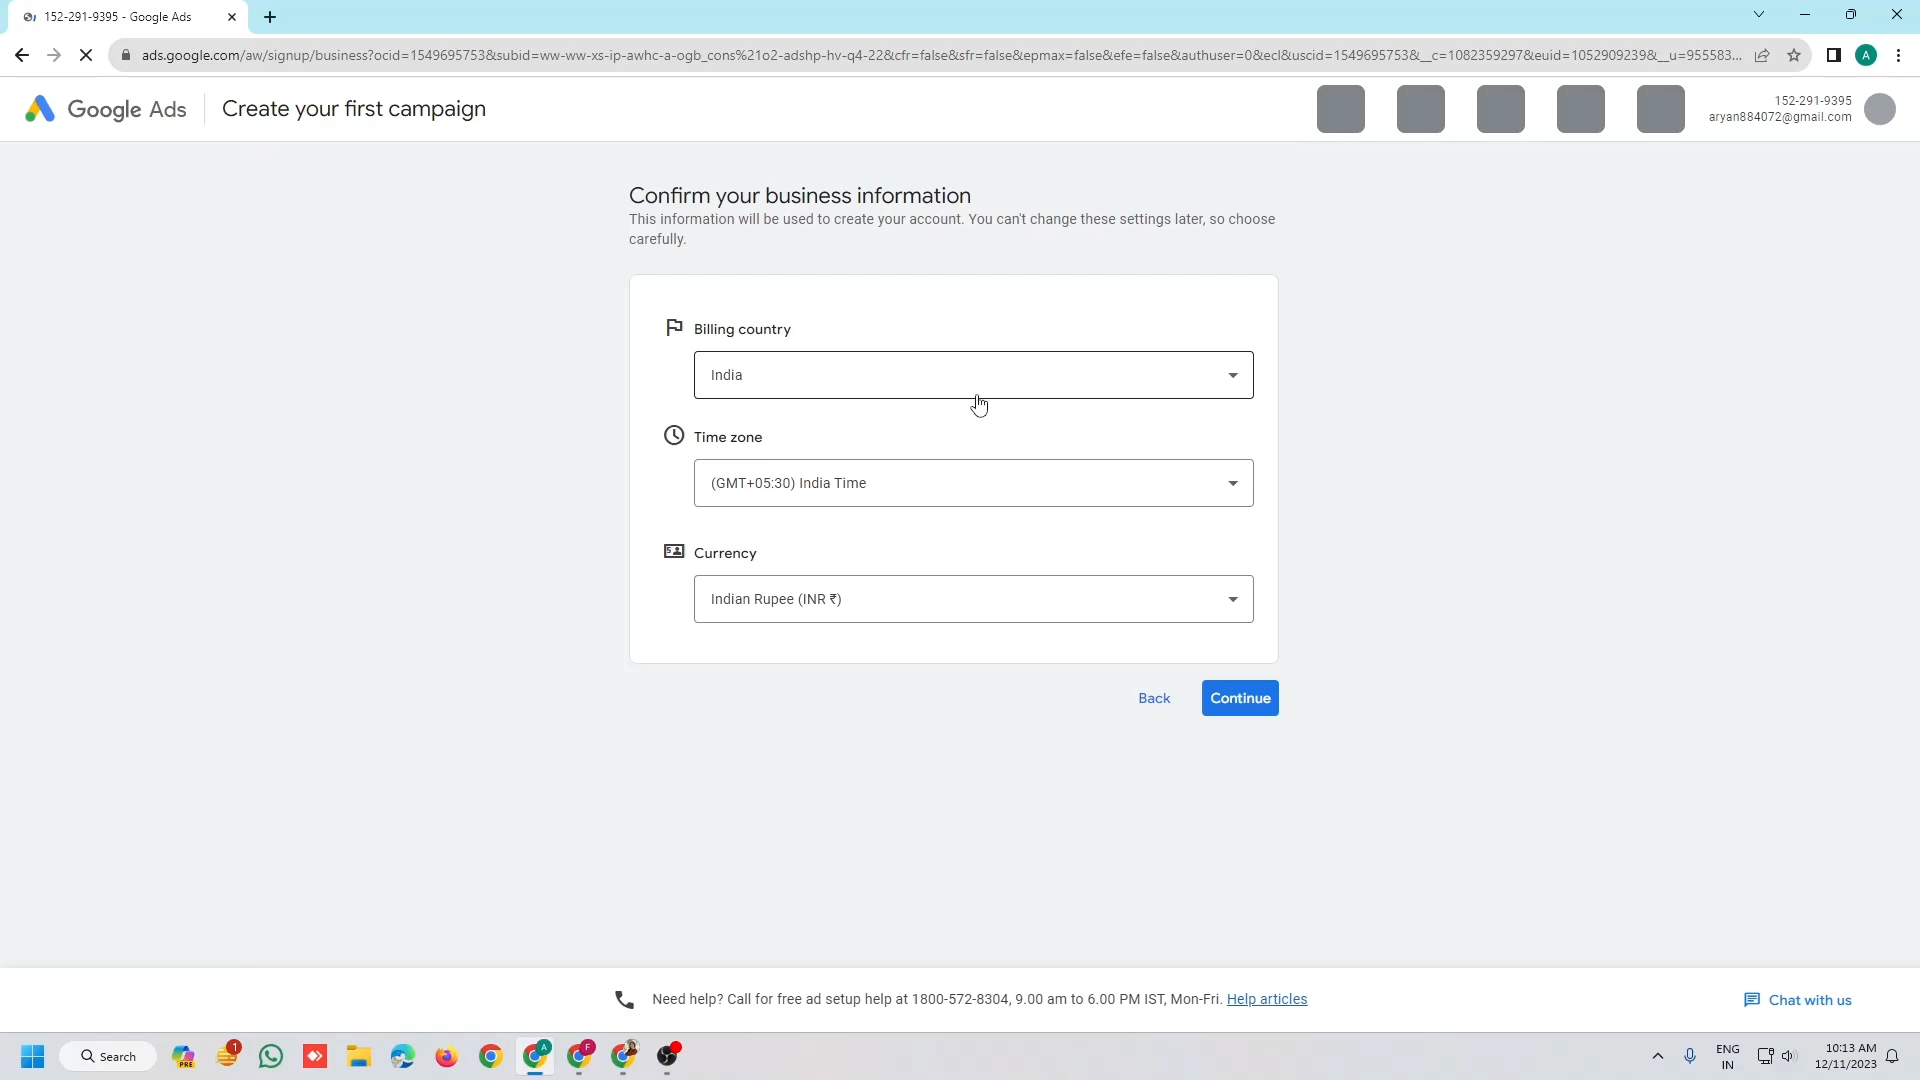 152-291-9395 - Google Ads
ads.google.com/aw/signup/business?ocid=1549695753&subid=ww-ww-xs-ip-awhc-a-ogb_cons%21o2-adshp-hv-q4-22&cfr=false&sfr=false&epmax=false&efe=false&authuser=0&ecl&uscid=1549695753&__c=1082359297&euid=1052909239&__u=955583...
A
Google Ads
Create your first campaign
152-291-9395
aryan884072@gmail.com
Confirm your business information
This information will be used to create your account. You can't change these settings later, so choose
carefully.
Billing country
India
Time zone
(GMT+05:30) India Time
Currency
Indian Rupee (INR ₹)
Back
Continue
Need help? Call for free ad setup help at 1800-572-8304, 9.00 am to 6.00 PM IST, Mon-Fri. Help articles
Chat with us
Search
PRE
1
A
F
ENG
IN
10:13 AM
12/11/2023